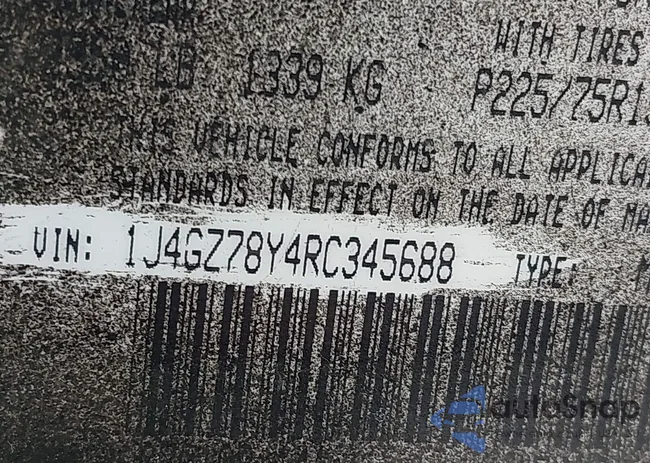 WITH TIRES
LB 1339 KG P225/75R1
THIS VEHICLE CONFORMS TO ALL APPLICA
STANDARDS IN EFFECT ON THE DATE OF MA
VIN: 1J4GZ78Y4RC345688 TYPE: M
autoSnap